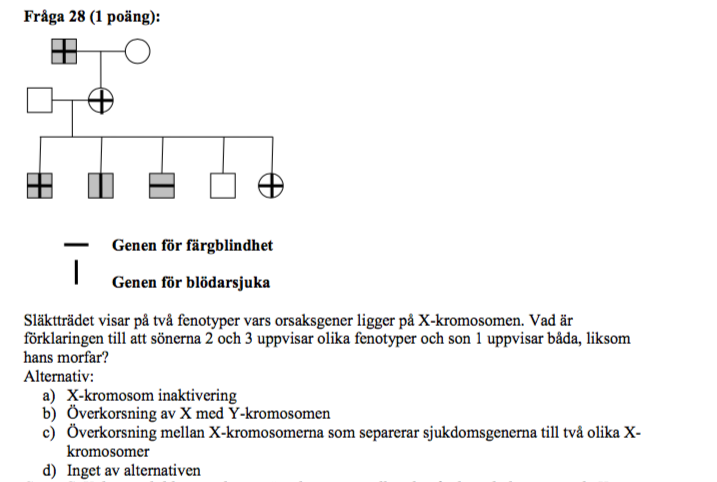 Fråga 28 (1 poäng):
Genen för färgblindhet
Genen för blödarsjuka
Släktträdet visar på två fenotyper vars orsaksgener ligger på X-kromosomen. Vad är
förklaringen till att sönerna 2 och 3 uppvisar olika fenotyper och son 1 uppvisar båda, liksom
hans morfar?
Alternativ:
a) X-kromosom inaktivering
b) Överkorsning av X med Y-kromosomen
c) Överkorsning mellan X-kromosomerna som separerar sjukdomsgenerna till två olika X-
kromosomer
d) Inget av alternativen